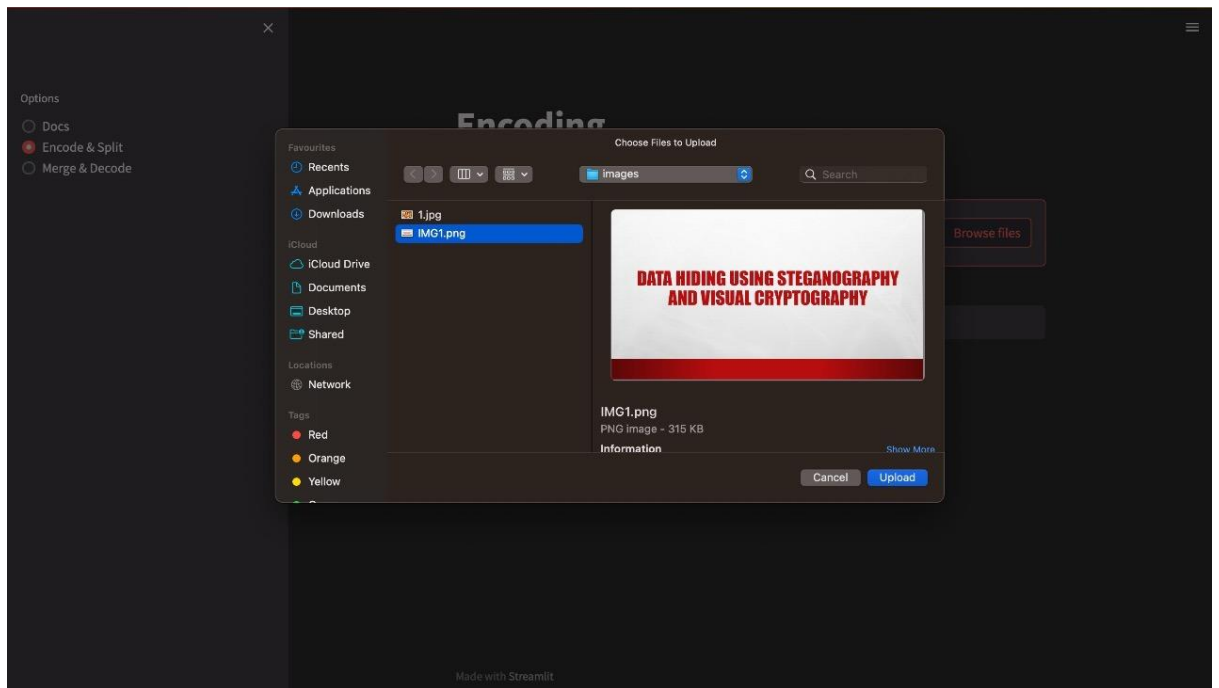 Options
Docs
Encode & Split
Merge & Decode
Encoding
Choose Files to Upload
Favourites
Recents
Applications
Downloads
iCloud
iCloud Drive
Documents
Desktop
Shared
Locations
Network
Tags
Red
Orange
Yellow
images
Search
1.jpg
IMG1.png
DATA HIDING USING STEGANOGRAPHY
AND VISUAL CRYPTOGRAPHY
IMG1.png
PNG image - 315 KB
Information
Show More
Cancel
Upload
Browse files
Made with Streamlit